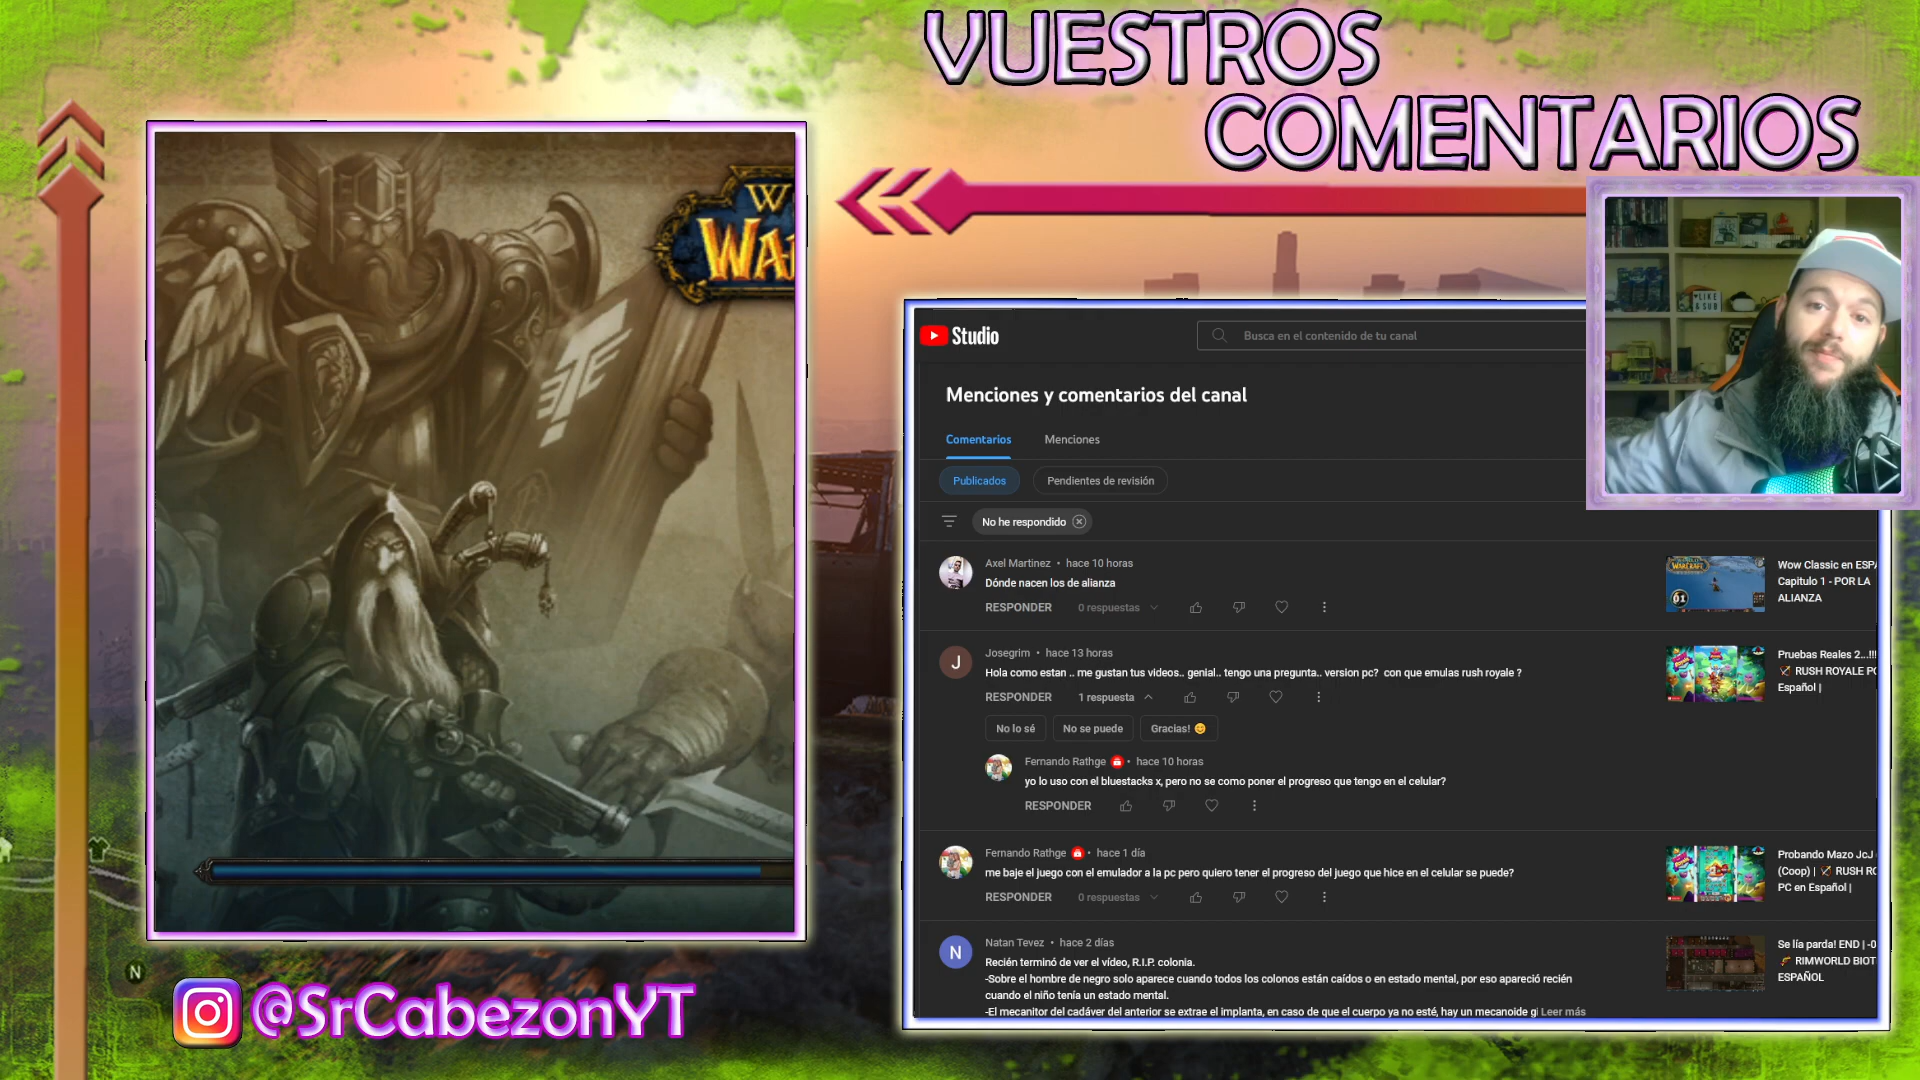 VUESTROS
COMENTARIOS
W
WA
LIKE
& SUB
Studio
Busca en el contenido de tu canal
Menciones y comentarios del canal
Comentarios
Menciones
Publicados
Pendientes de revisión
No he respondido
Axel Martinez • hace 10 horas
Dónde nacen los de alianza
RESPONDER
0 respuestas
WARCRAFT
01
Wow Classic en ESPA
Capitulo 1 - POR LA
ALIANZA
J
Josegrim • hace 13 horas
Hola como estan .. me gustan tus videos.. genial.. tengo una pregunta.. version pc? con que emulas rush royale ?
RESPONDER
1 respuesta
No lo sé
No se puede
Gracias! 😊
Pruebas Reales 2...!!!
🏹 RUSH ROYALE PC
Español |
Fernando Rathge • hace 10 horas
yo lo uso con el bluestacks x, pero no se como poner el progreso que tengo en el celular?
RESPONDER
Fernando Rathge • hace 1 día
me baje el juego con el emulador a la pc pero quiero tener el progreso del juego que hice en el celular se puede?
RESPONDER
0 respuestas
Probando Mazo JcJ
(Coop) | 🏹 RUSH RO
PC en Español |
N
Natan Tevez • hace 2 días
Recién terminó de ver el vídeo, R.I.P. colonia.
-Sobre el hombre de negro solo aparece cuando todos los colonos están caídos o en estado mental, por eso apareció recién
cuando el niño tenía un estado mental.
-El mecanitor del cadáver del anterior se extrae el implanta, en caso de que el cuerpo ya no esté, hay un mecanoide g Leer más
Se lía parda! END | -0
RIMWORLD BIOT
ESPAÑOL
N
@SrCabezonYT